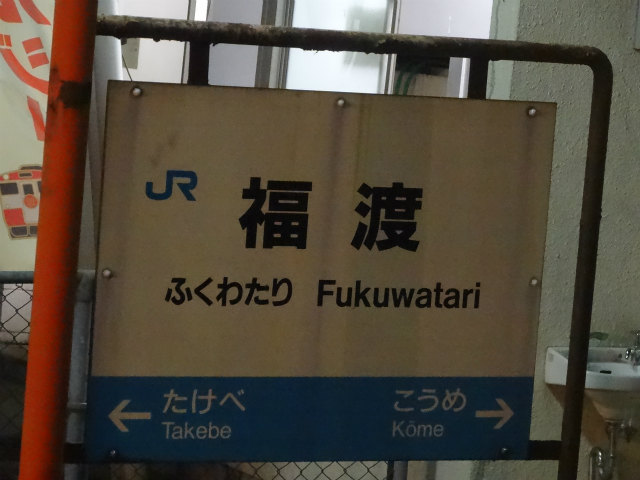 JR
福渡
ふくわたり Fukuwatari
← たけべ こうめ →
Takebe Kōme